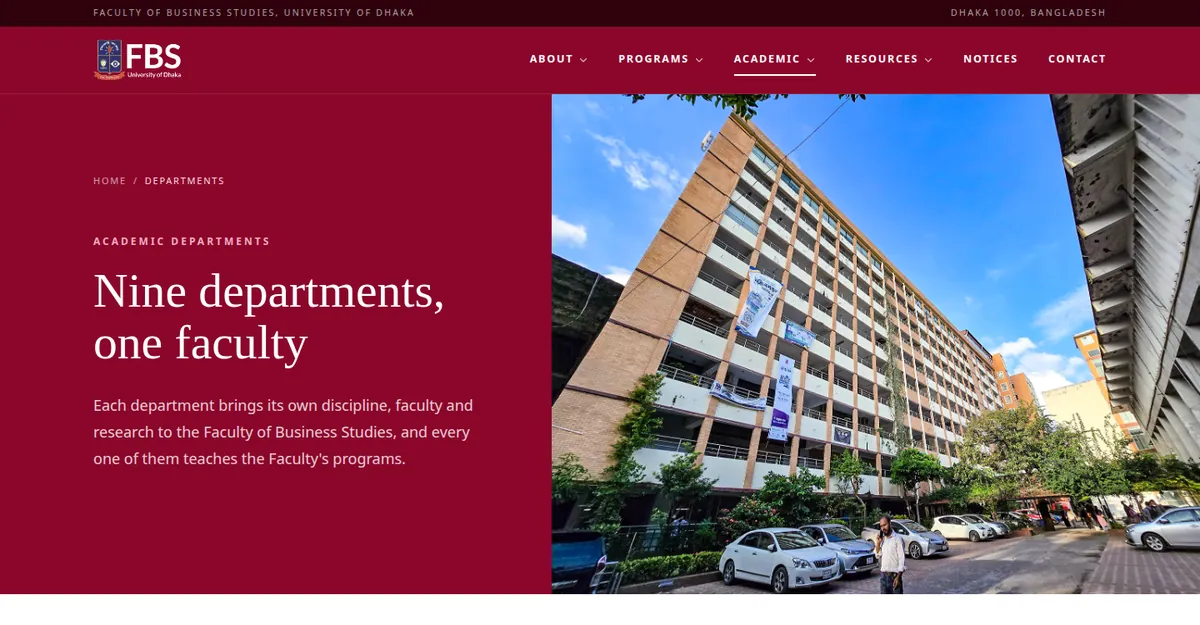 FACULTY OF BUSINESS STUDIES, UNIVERSITY OF DHAKA
DHAKA 1000, BANGLADESH
FBS
University of Dhaka
ABOUT
PROGRAMS
ACADEMIC
RESOURCES
NOTICES
CONTACT
HOME / DEPARTMENTS
ACADEMIC DEPARTMENTS
Nine departments,
one faculty
Each department brings its own discipline, faculty and
research to the Faculty of Business Studies, and every
one of them teaches the Faculty's programs.